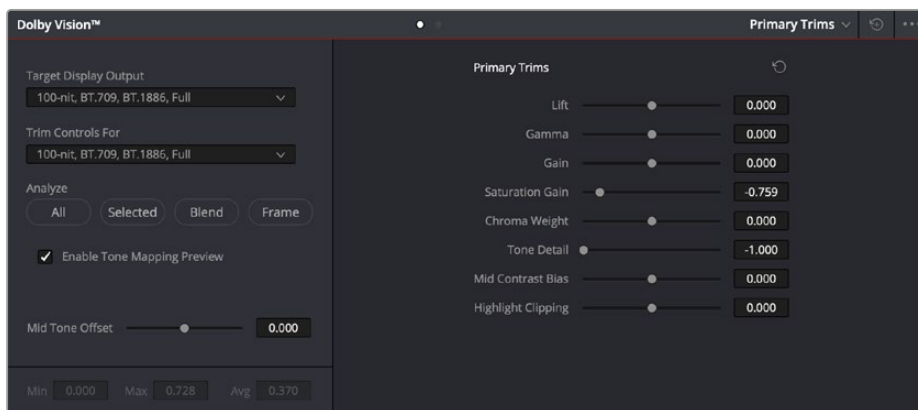 Dolby Vision™
Primary Trims
Target Display Output
100-nit, BT.709, BT.1886, Full
Trim Controls For
100-nit, BT.709, BT.1886, Full
Analyze
All Selected Blend Frame
Enable Tone Mapping Preview
Mid Tone Offset 0.000
Min 0.000 Max 0.728 Avg 0.370
Primary Trims
Lift 0.000
Gamma 0.000
Gain 0.000
Saturation Gain -0.759
Chroma Weight 0.000
Tone Detail -1.000
Mid Contrast Bias 0.000
Highlight Clipping 0.000